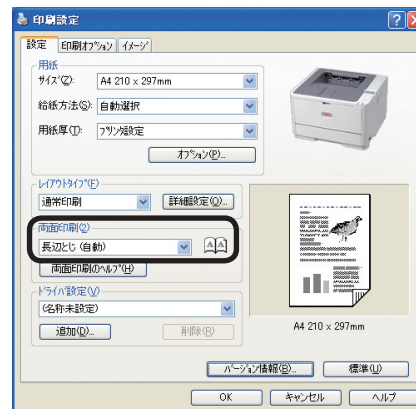 印刷設定
設定 印刷オプション イメージ
用紙
サイズ(Z): A4 210 x 297mm
給紙方法(S): 自動選択
用紙厚(T): プリンタ設定
オプション(P)...
レイアウトタイプ(E)
通常印刷 詳細設定(O)...
両面印刷(2)
長辺とじ (自動)
両面印刷のヘルプ(H)
ドライバ設定(V)
(名称未設定)
追加(D)... 削除(R)
A4 210 x 297mm
バージョン情報(B)... 標準(U)
OK キャンセル ヘルプ